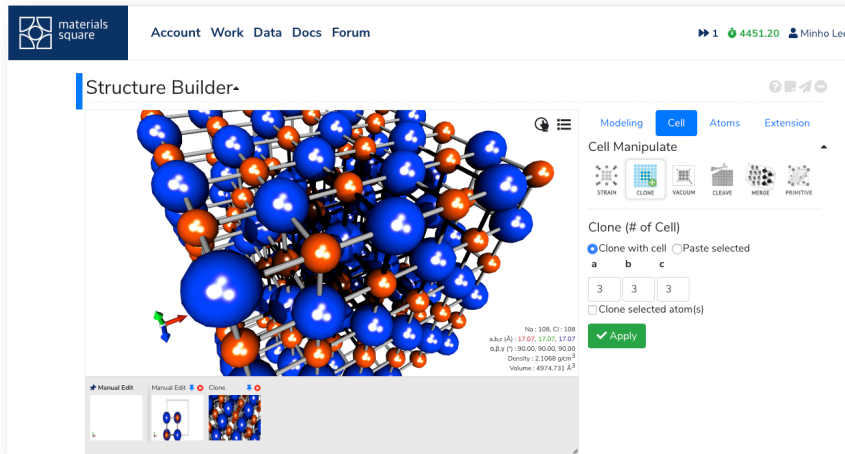 materials
square
Account Work Data Docs Forum
1 4451.20 Minho Lee
Structure Builder
Modeling Cell Atoms Extension
Cell Manipulate
STRAIN CLONE VACUUM CLEAVE MERGE PRIMITIVE
Clone (# of Cell)
Clone with cell Paste selected
a b c
3 3 3
Clone selected atom(s)
Apply
Na : 108, Cl : 108
a,b,c (Å) : 17.07, 17.07, 17.07
α,β,γ (°) : 90.00, 90.00, 90.00
Density : 2.1068 g/cm³
Volume : 4974.731 Å³
Manual Edit Manual Edit Clone